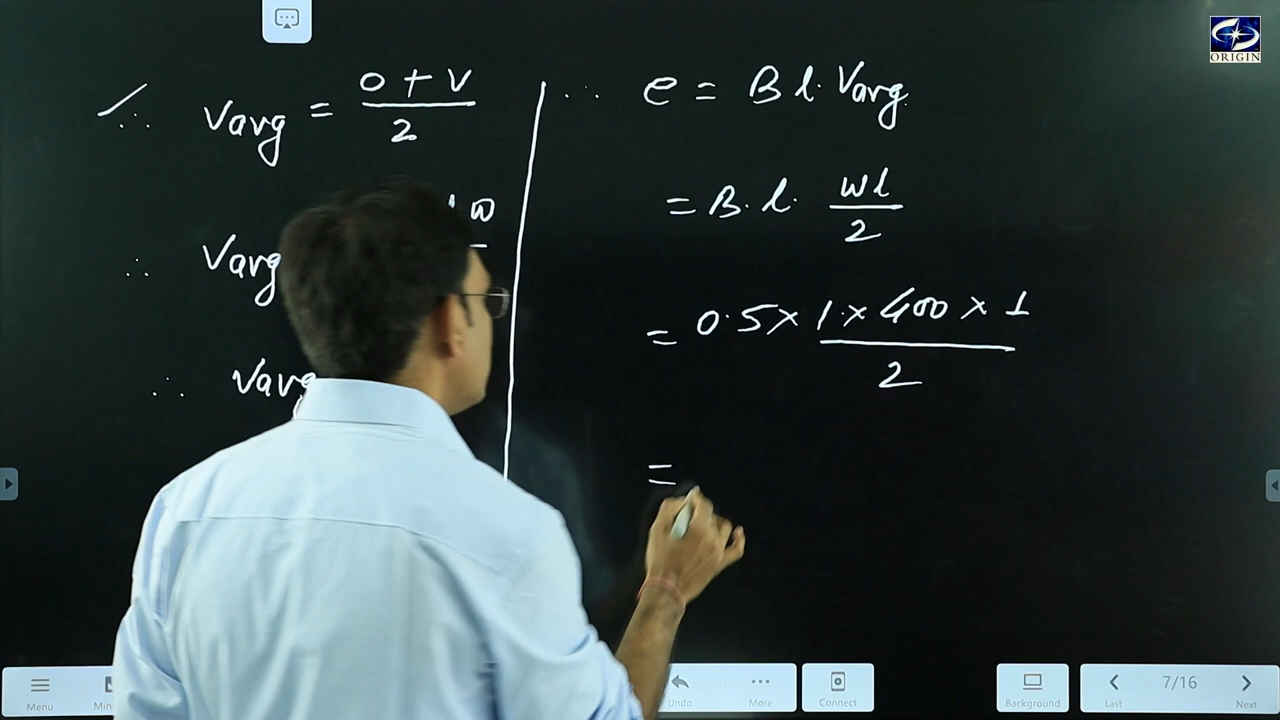 ORIGIN
∴ Vavg = 0 + V / 2
∴ Vavg
∴ Vavg
∴ e = B l. Vavg.
= B. l. wl / 2
= 0.5 x 1 x 400 x 1 / 2
=
Menu
Undo
More
Connect
Background
Last
7/16
Next